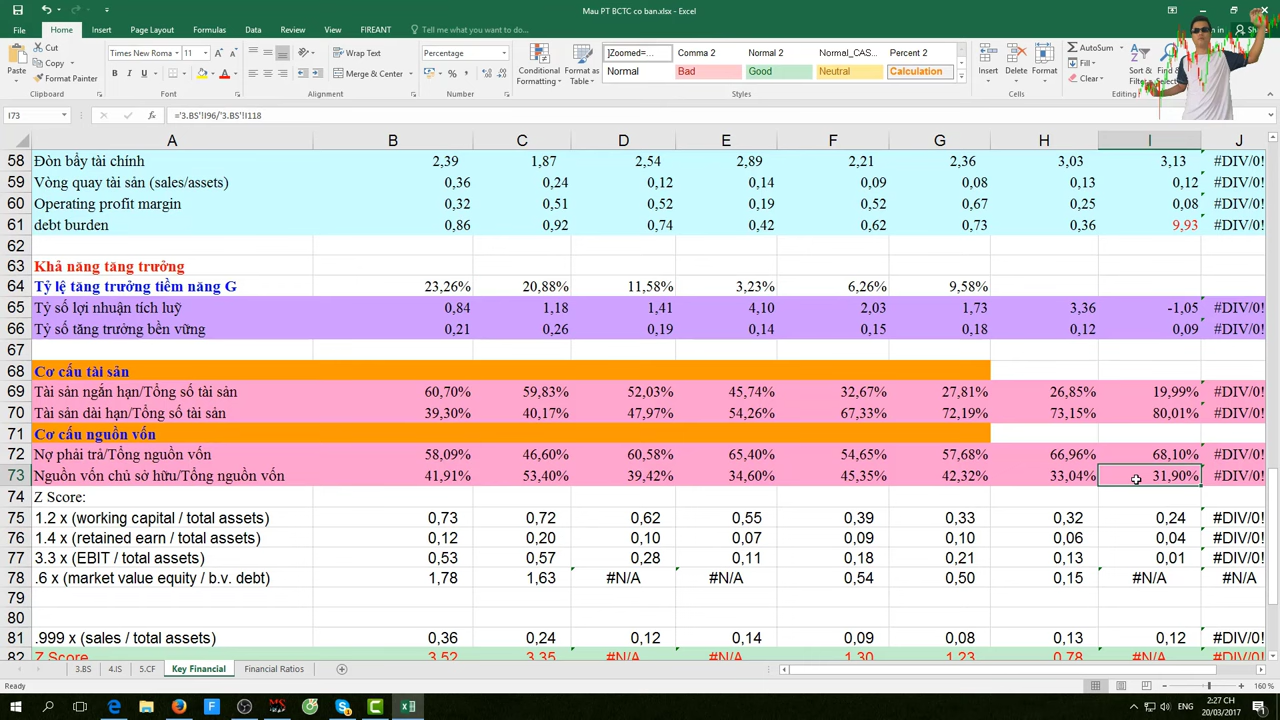 Mau PT BCTC co ban.xlsx - Excel
File Home Insert Page Layout Formulas Data Review View FIREANT Tell me what you want to do...
Cut
Copy
Format Painter
Paste
Clipboard
Times New Roma 11
B I U
Font
Wrap Text
Merge & Center
Alignment
Percentage
Number
Conditional Formatting
Format as Table
]Zoomed=... Comma 2 Normal 2 Normal_CAS... Percent 2
Normal Bad Good Neutral Calculation
Styles
Insert Delete Format
Cells
AutoSum
Fill
Clear
Sort &
I73 ='3.BS'!I96/'3.BS'!I118
A B C D E F G H I J
58 Đòn bẩy tài chính 2,39 1,87 2,54 2,89 2,21 2,36 3,03 3,13 #DIV/0!
59 Vòng quay tài sản (sales/assets) 0,36 0,24 0,12 0,14 0,09 0,08 0,13 0,12 #DIV/0!
60 Operating profit margin 0,32 0,51 0,52 0,19 0,52 0,67 0,25 0,08 #DIV/0!
61 debt burden 0,86 0,92 0,74 0,42 0,62 0,73 0,36 9,93 #DIV/0!
62
63 Khả năng tăng trưởng
64 Tỷ lệ tăng trưởng tiềm năng G 23,26% 20,88% 11,58% 3,23% 6,26% 9,58%
65 Tỷ số lợi nhuận tích luỹ 0,84 1,18 1,41 4,10 2,03 1,73 3,36 -1,05 #DIV/0!
66 Tỷ số tăng trưởng bền vững 0,21 0,26 0,19 0,14 0,15 0,18 0,12 0,09 #DIV/0!
67
68 Cơ cấu tài sản
69 Tài sản ngắn hạn/Tổng số tài sản 60,70% 59,83% 52,03% 45,74% 32,67% 27,81% 26,85% 19,99% #DIV/0!
70 Tài sản dài hạn/Tổng số tài sản 39,30% 40,17% 47,97% 54,26% 67,33% 72,19% 73,15% 80,01% #DIV/0!
71 Cơ cấu nguồn vốn
72 Nợ phải trả/Tổng nguồn vốn 58,09% 46,60% 60,58% 65,40% 54,65% 57,68% 66,96% 68,10% #DIV/0!
73 Nguồn vốn chủ sở hữu/Tổng nguồn vốn 41,91% 53,40% 39,42% 34,60% 45,35% 42,32% 33,04% 31,90% #DIV/0!
74 Z Score:
75 1.2 x (working capital / total assets) 0,73 0,72 0,62 0,55 0,39 0,33 0,32 0,24 #DIV/0!
76 1.4 x (retained earn / total assets) 0,12 0,20 0,10 0,07 0,09 0,10 0,06 0,04 #DIV/0!
77 3.3 x (EBIT / total assets) 0,53 0,57 0,28 0,11 0,18 0,21 0,13 0,01 #DIV/0!
78 .6 x (market value equity / b.v. debt) 1,78 1,63 #N/A #N/A 0,54 0,50 0,15 #N/A #N/A
79
80
81 .999 x (sales / total assets) 0,36 0,24 0,12 0,14 0,09 0,08 0,13 0,12 #DIV/0!
82 Z Score 3,52 3,35 #N/A #N/A 1,30 1,23 0,78 #N/A
3.BS 4.IS 5.CF Key Financial Financial Ratios
Ready 160 %
CH 2:27 CH
20/03/2017